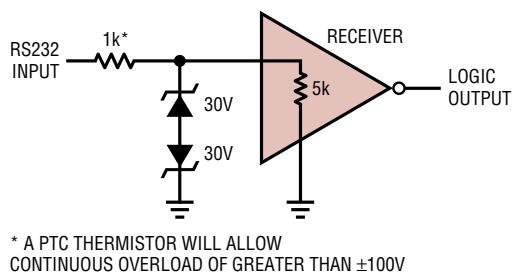 RS232
INPUT
1k*
RECEIVER
5k
LOGIC
OUTPUT
30V
30V
* A PTC THERMISTOR WILL ALLOW
CONTINUOUS OVERLOAD OF GREATER THAN ±100V